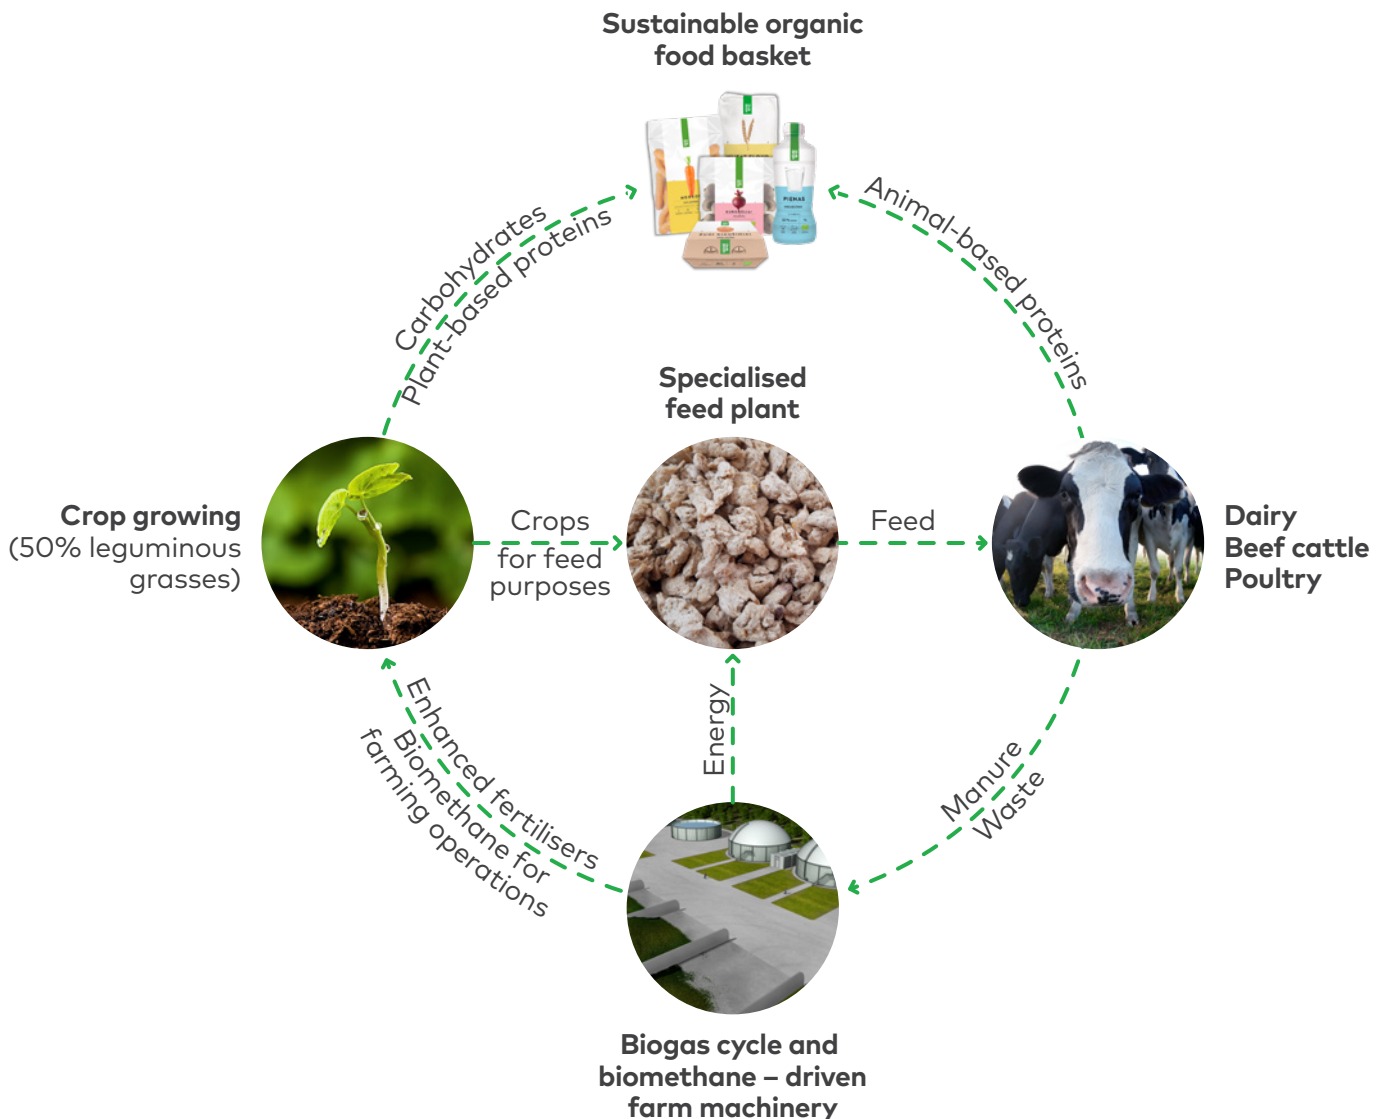 Sustainable organic
food basket
PIENAS
Carbohydrates
Plant-based proteins
Animal-based proteins
Specialised
feed plant
Crop growing
(50% leguminous
grasses)
Crops
for feed
purposes
Feed
Dairy
Beef cattle
Poultry
Enhanced fertilisers
Biomethane for
farming operations
Energy
Manure
Waste
Biogas cycle and
biomethane – driven
farm machinery